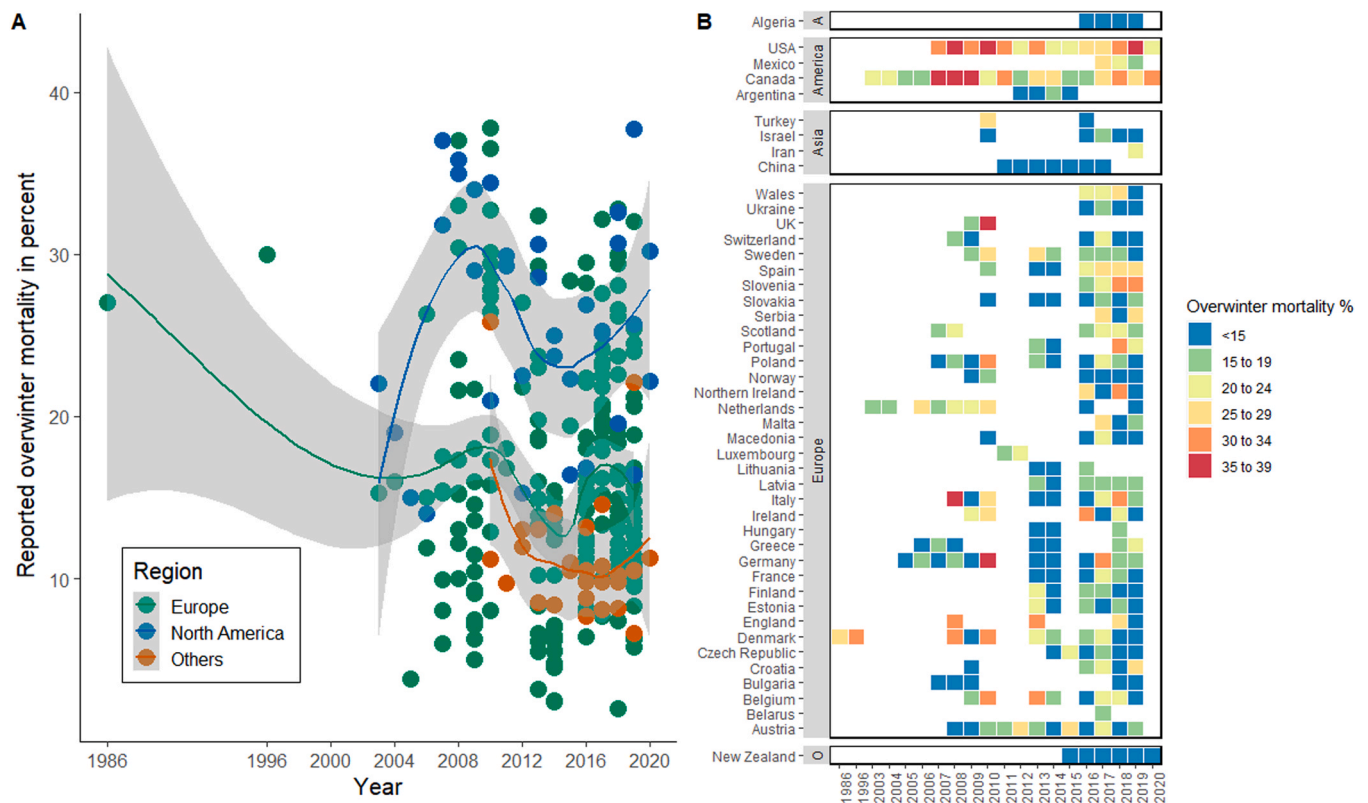 A
Reported overwinter mortality in percent
40
30
20
10
1986
1996
2000
2004
2008
2012
2016
2020
Year
Region
Europe
North America
Others
B
Algeria
A
USA
Mexico
Canada
Argentina
America
Turkey
Israel
Iran
China
Asia
Wales
Ukraine
UK
Switzerland
Sweden
Spain
Slovenia
Slovakia
Serbia
Scotland
Portugal
Poland
Norway
Northern Ireland
Netherlands
Malta
Macedonia
Luxembourg
Lithuania
Latvia
Italy
Ireland
Hungary
Greece
Germany
France
Finland
Estonia
England
Denmark
Czech Republic
Croatia
Bulgaria
Belgium
Belarus
Austria
Europe
New Zealand
O
1986
1996
2003
2004
2005
2006
2007
2008
2009
2010
2011
2012
2013
2014
2015
2016
2017
2018
2019
2020
Overwinter mortality %
<15
15 to 19
20 to 24
25 to 29
30 to 34
35 to 39